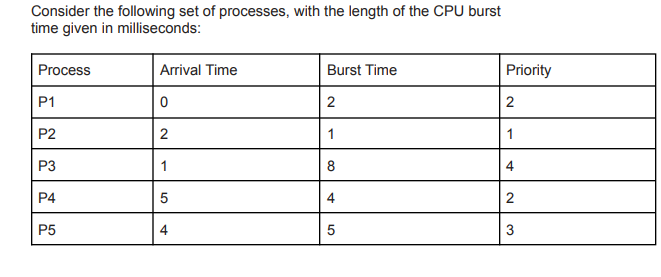 Consider the following set of processes, with the length of the CPU burst
time given in milliseconds:
Process Arrival Time Burst Time Priority
P1 0 2 2
P2 2 1 1
P3 1 8 4
P4 5 4 2
P5 4 5 3